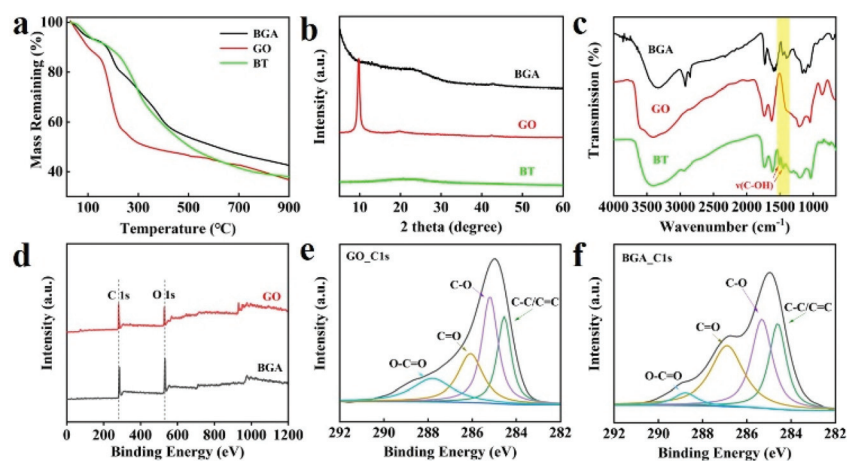 a
Mass Remaining (%)
100
80
60
40
BGA
GO
BT
100 300 500 700 900
Temperature (°C)
b
Intensity (a.u.)
BGA
GO
BT
10 20 30 40 50 60
2 theta (degree)
c
Transmission (%)
BGA
GO
BT
ν(C-OH)
4000 3000 2000 1000
Wavenumber (cm-1)
d
Intensity (a.u.)
C 1s
O 1s
GO
BGA
0 200 400 600 800 1000 1200
Binding Energy (eV)
e
Intensity (a.u.)
GO_C1s
C-O
C-C/C=C
C=O
O-C=O
292 290 288 286 284 282
Binding Energy (eV)
f
Intensity (a.u.)
BGA_C1s
C-O
C-C/C=C
C=O
O-C=O
292 290 288 286 284 282
Binding Energy (eV)